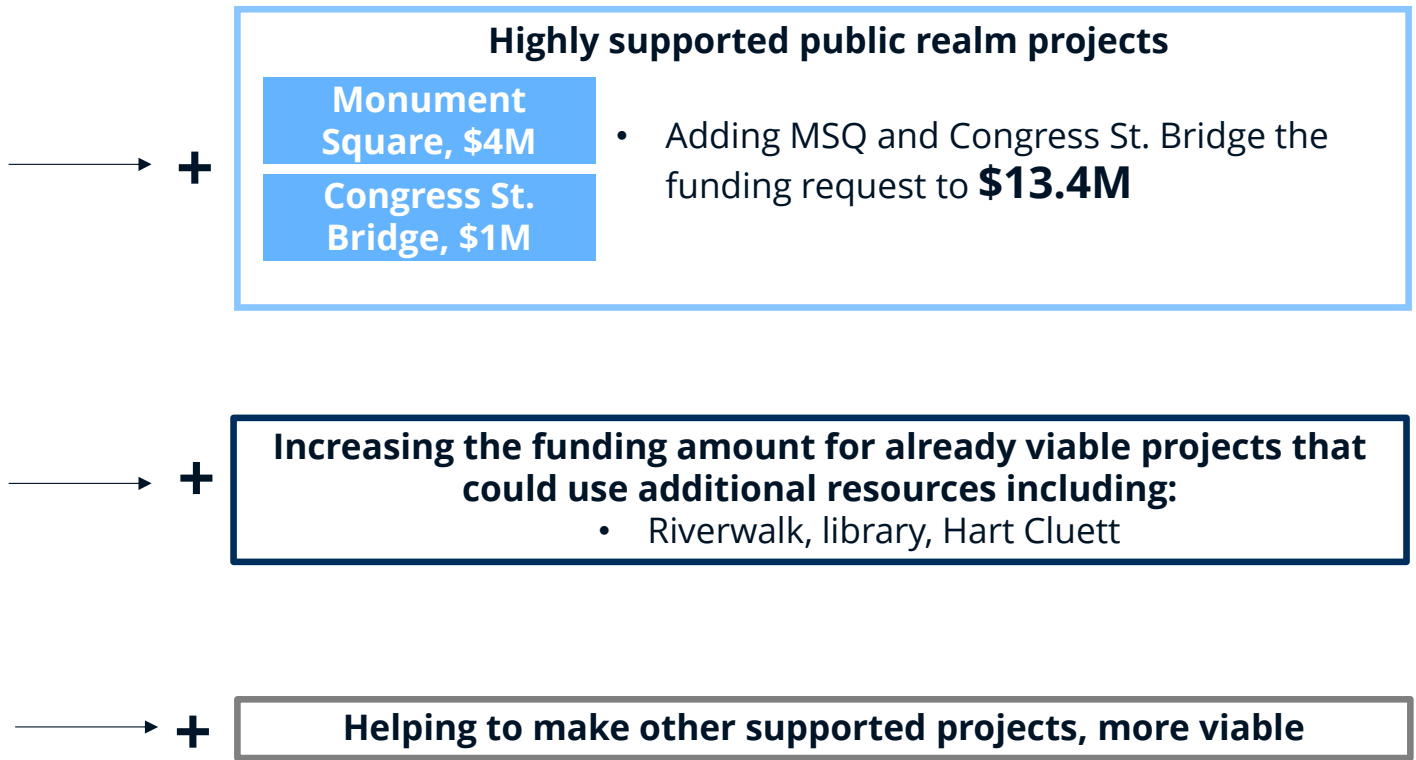 Highly supported public realm projects
Monument
Square, $4M
Congress St.
Bridge, $1M
• Adding MSQ and Congress St. Bridge the
funding request to $13.4M
+
Increasing the funding amount for already viable projects that
could use additional resources including:
• Riverwalk, library, Hart Cluett
+
Helping to make other supported projects, more viable
+